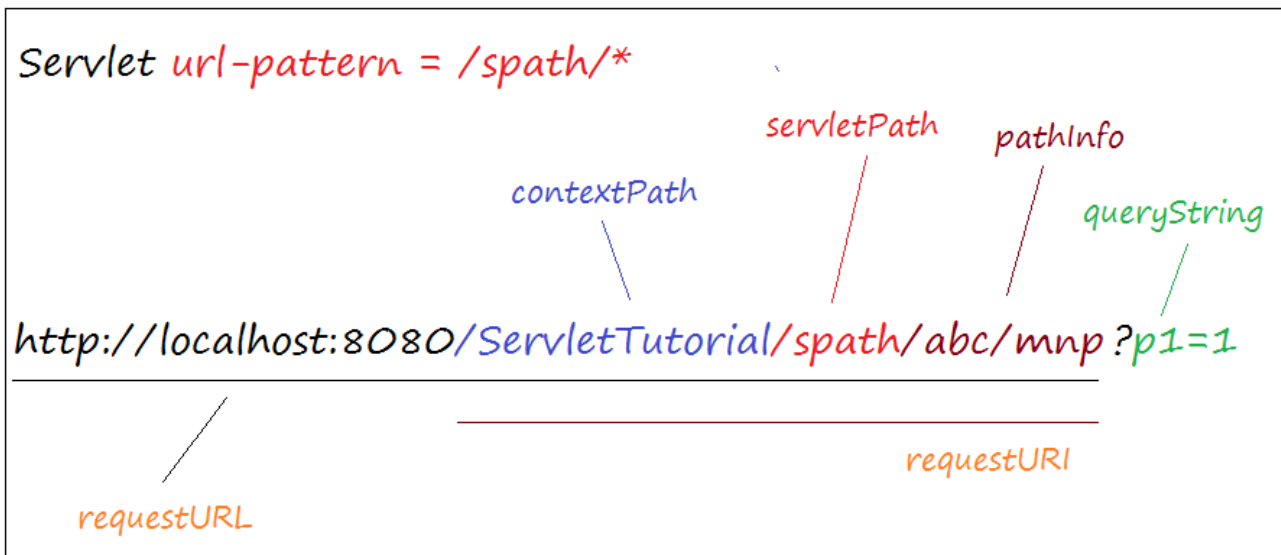 Servlet url-pattern = /spath/*
servletPath
pathInfo
contextPath
queryString
http://localhost:8080/ServletTutorial/spath/abc/mnp?p1=1
requestURI
requestURL